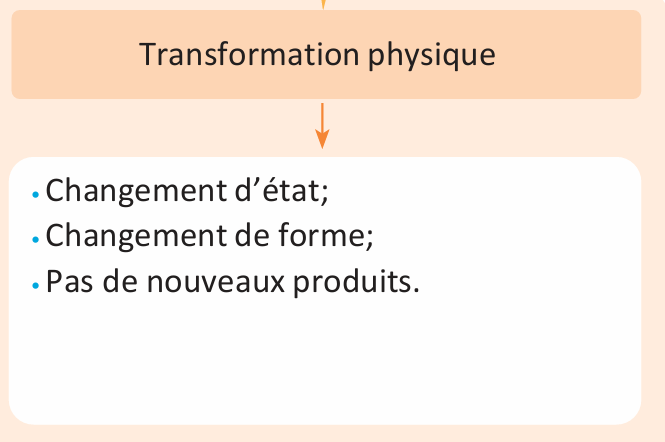 Transformation physique
• Changement d’état;
• Changement de forme;
• Pas de nouveaux produits.